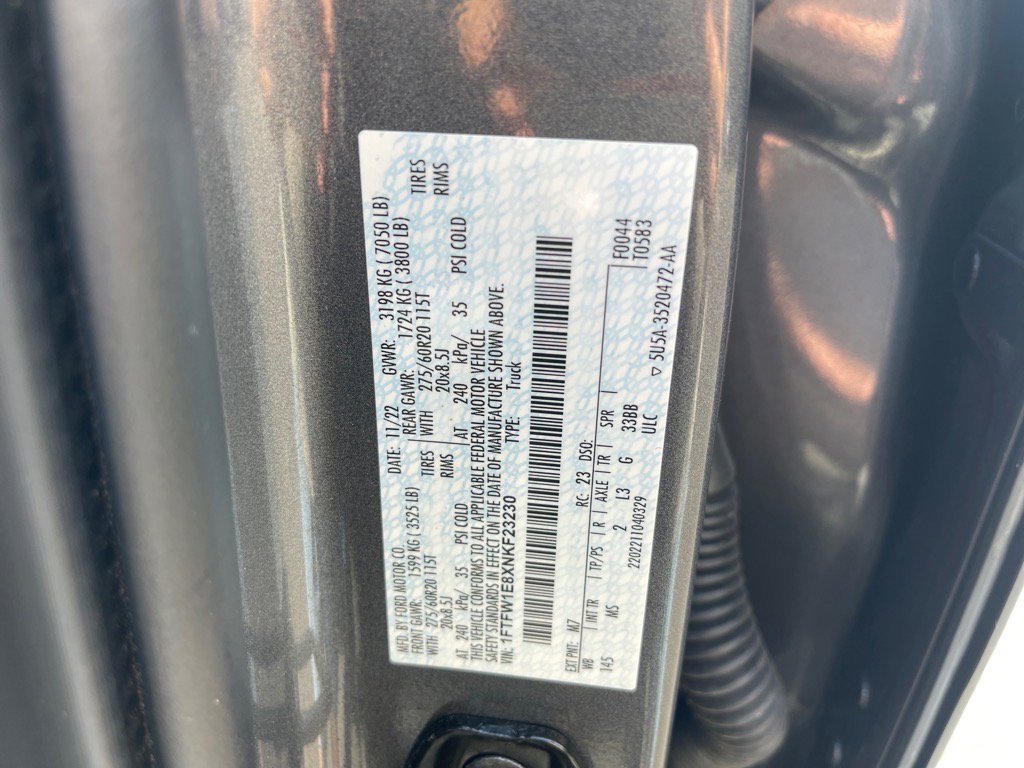 MFD. BY FORD MOTOR CO. DATE: 11/22 GVWR: 3198 KG ( 7050 LB)
FRONT GAWR: 1599 KG ( 3525 LB) REAR GAWR: 1724 KG ( 3800 LB)
WITH 275/60R20 115T TIRES WITH 275/60R20 115T TIRES
20x8.5J RIMS 20x8.5J RIMS
AT 240 kPa/ 35 PSI COLD AT 240 kPa/ 35 PSI COLD
THIS VEHICLE CONFORMS TO ALL APPLICABLE FEDERAL MOTOR VEHICLE
SAFETY STANDARDS IN EFFECT ON THE DATE OF MANUFACTURE SHOWN ABOVE.
VIN: 1FTFW1E8XNKF23230 TYPE: Truck
F0044
EXT PNT: M7 RC: 23 DSO: T0583
WB INT TR TP/PS R AXLE TR SPR
145 MS 2 L3 G 33BB
2202211040329 ULC ▽ 5U5A-3520472-AA